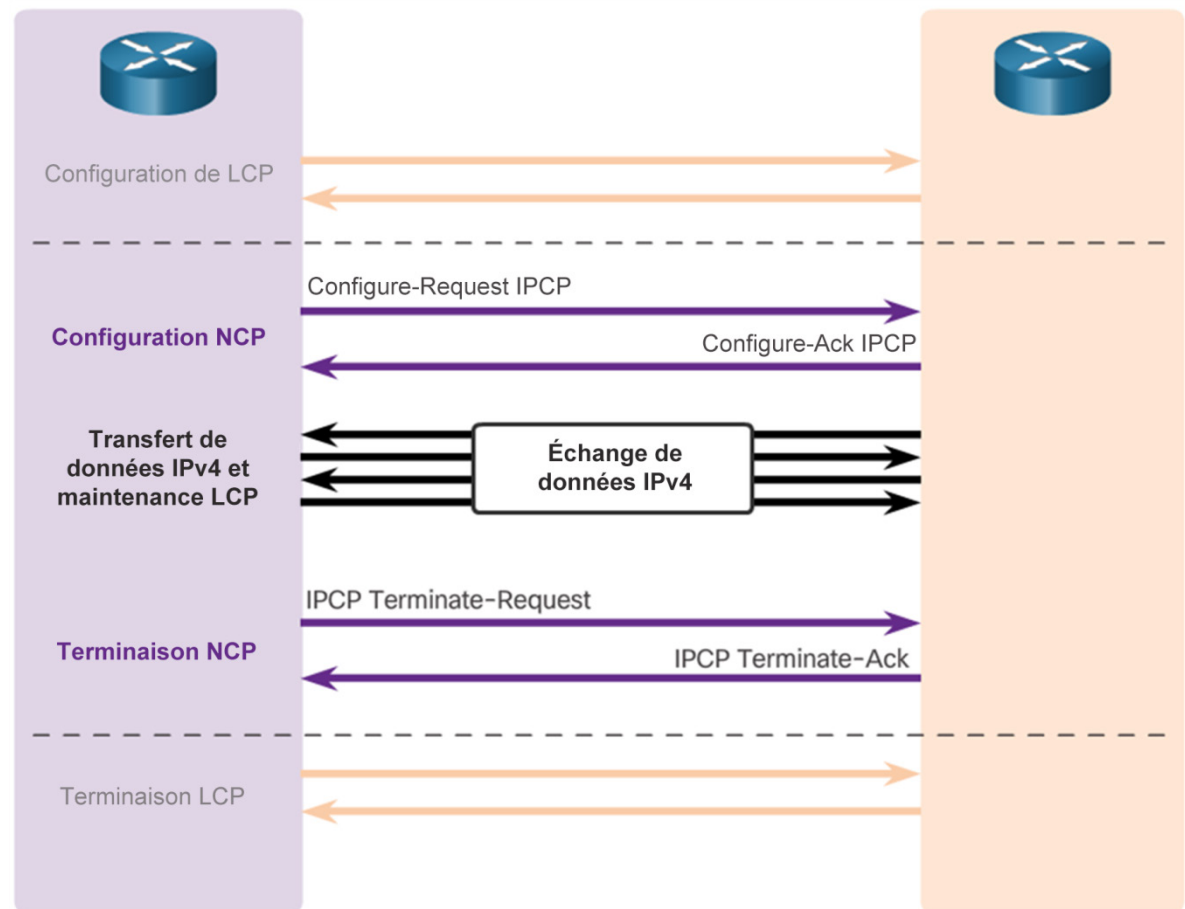 Configuration de LCP
Configure-Request IPCP
Configuration NCP
Configure-Ack IPCP
Transfert de
données IPv4 et
maintenance LCP
Échange de
données IPv4
IPCP Terminate-Request
Terminaison NCP
IPCP Terminate-Ack
Terminaison LCP